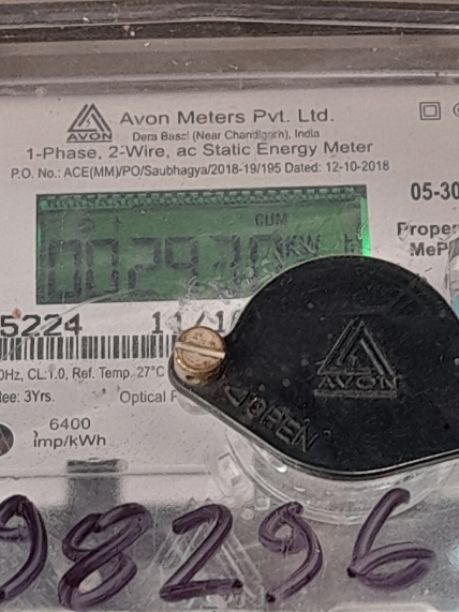 Avon Meters Pvt. Ltd.
AVON
Dera Bassi (Near Chandigarh), India
1-Phase, 2-Wire, ac Static Energy Meter
P.O. No.: ACE(MM)/PO/Saubhagya/2018-19/195 Dated: 12-10-2018
05-30
CUM
KW
5224
0Hz, CL:1.0, Ref. Temp. 27°C
3Yrs.
Optical
6400
imp/kWh
AVON
OPEN
98296